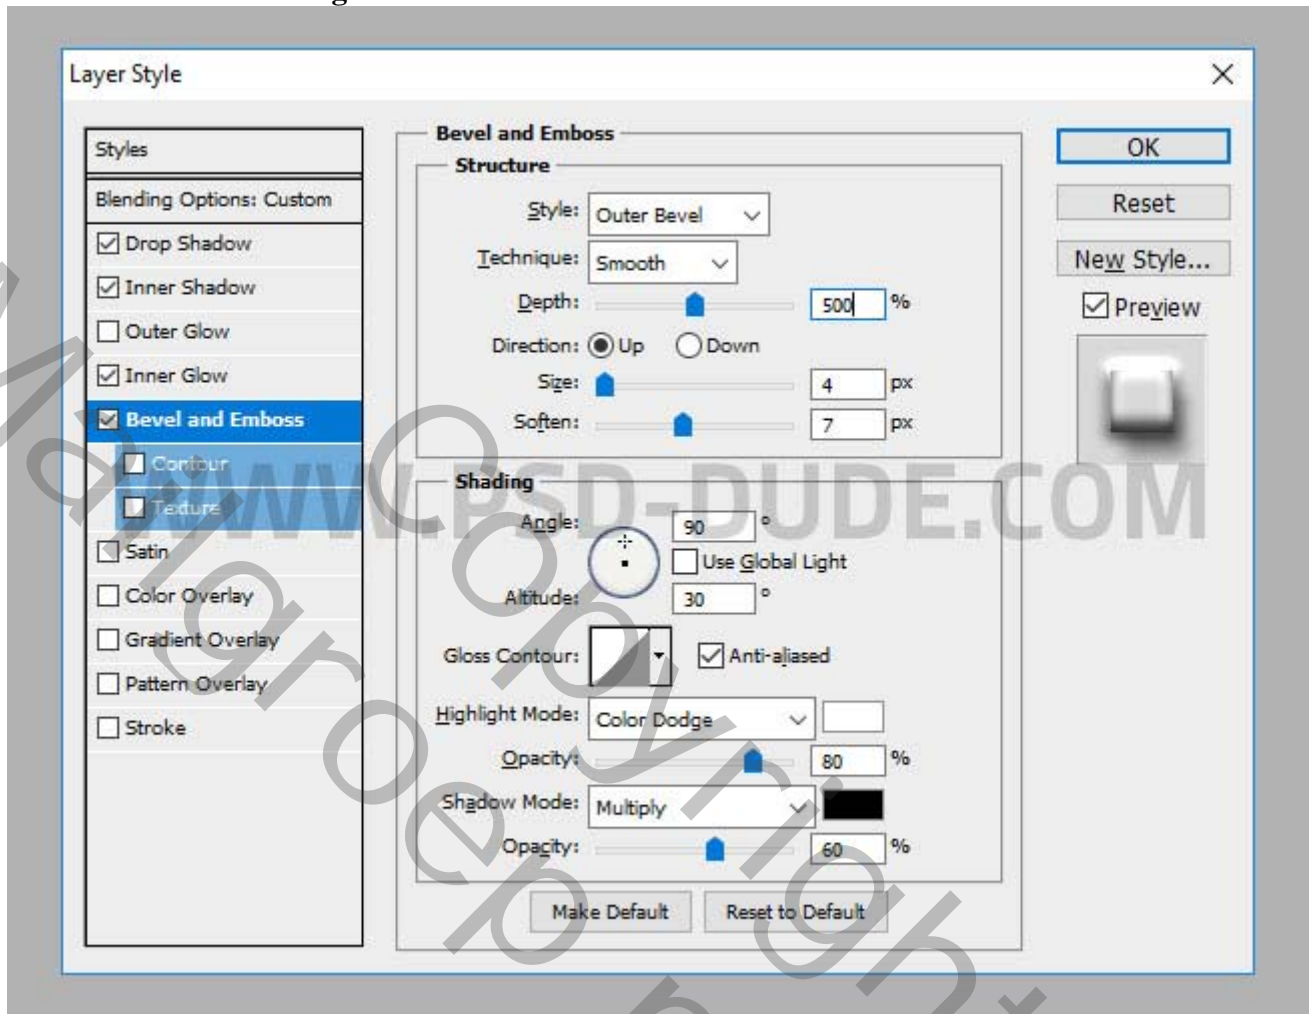 Layer Style
Styles
Blending Options: Custom
Drop Shadow
Inner Shadow
Outer Glow
Inner Glow
Bevel and Emboss
Contour
Texture
Satin
Color Overlay
Gradient Overlay
Pattern Overlay
Stroke
Bevel and Emboss
Structure
Style: Outer Bevel
Technique: Smooth
Depth: 500 %
Direction: Up Down
Size: 4 px
Soften: 7 px
Shading
Angle: 90 °
Use Global Light
Altitude: 30 °
Gloss Contour: Anti-aliased
Highlight Mode: Color Dodge
Opacity: 80 %
Shadow Mode: Multiply
Opacity: 60 %
Make Default Reset to Default
OK
Reset
New Style...
Preview
WWW.PSD-DUDE.COM
Copyright